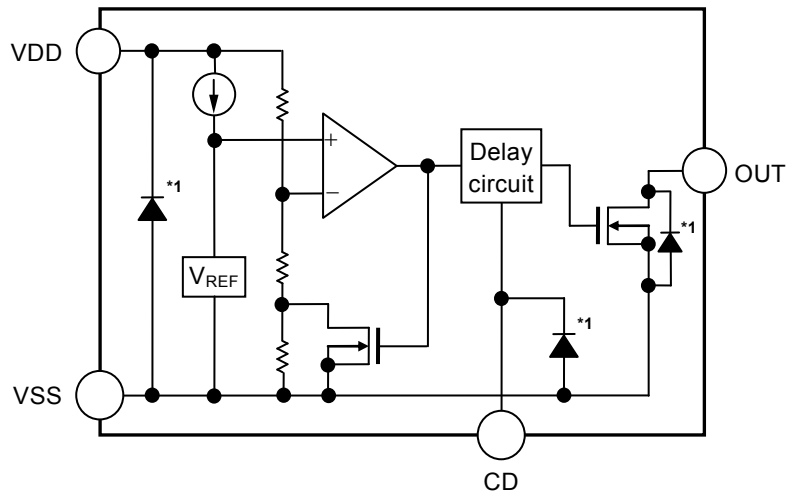 VDD
*1
+
−
VREF
Delay
circuit
*1
OUT
*1
VSS
CD